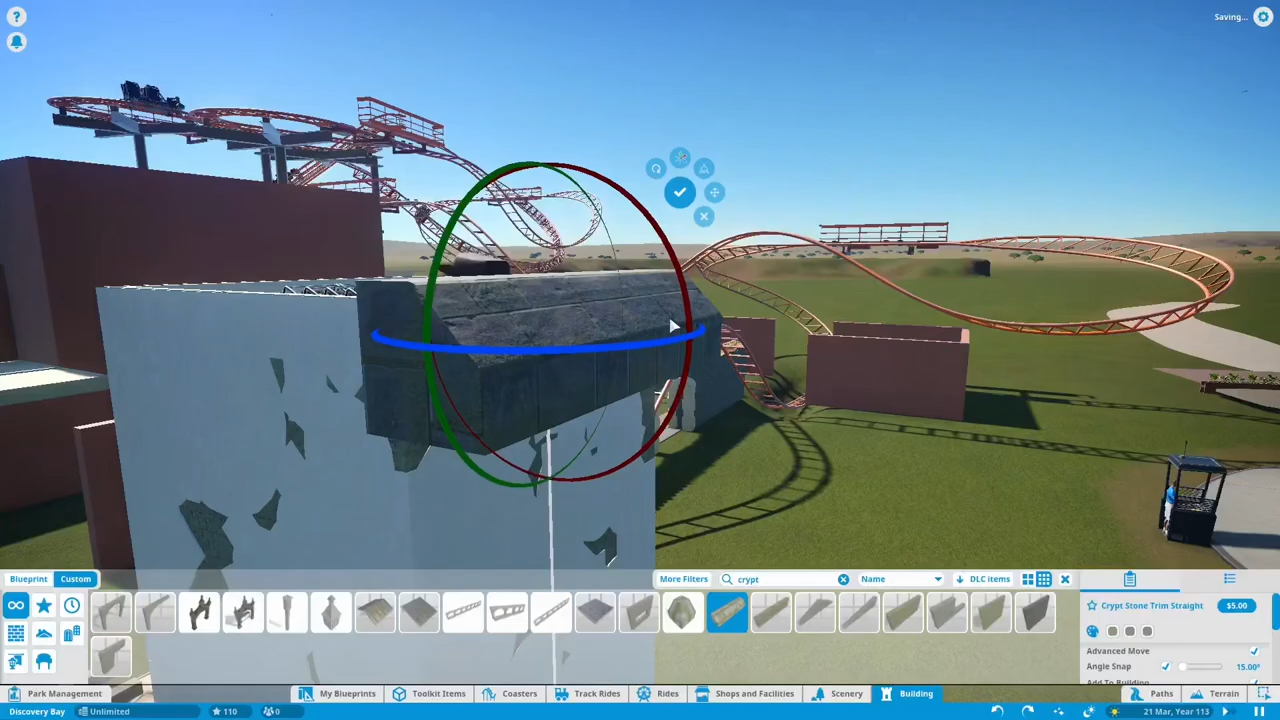 ?
Saving...
Blueprint
Custom
More Filters
crypt
Name
DLC items
Crypt Stone Trim Straight
$5.00
Advanced Move
Angle Snap
15.00°
Park Management
My Blueprints
Toolkit Items
Coasters
Track Rides
Rides
Shops and Facilities
Scenery
Building
Paths
Terrain
Discovery Bay
Unlimited
110
0
21 Mar, Year 113